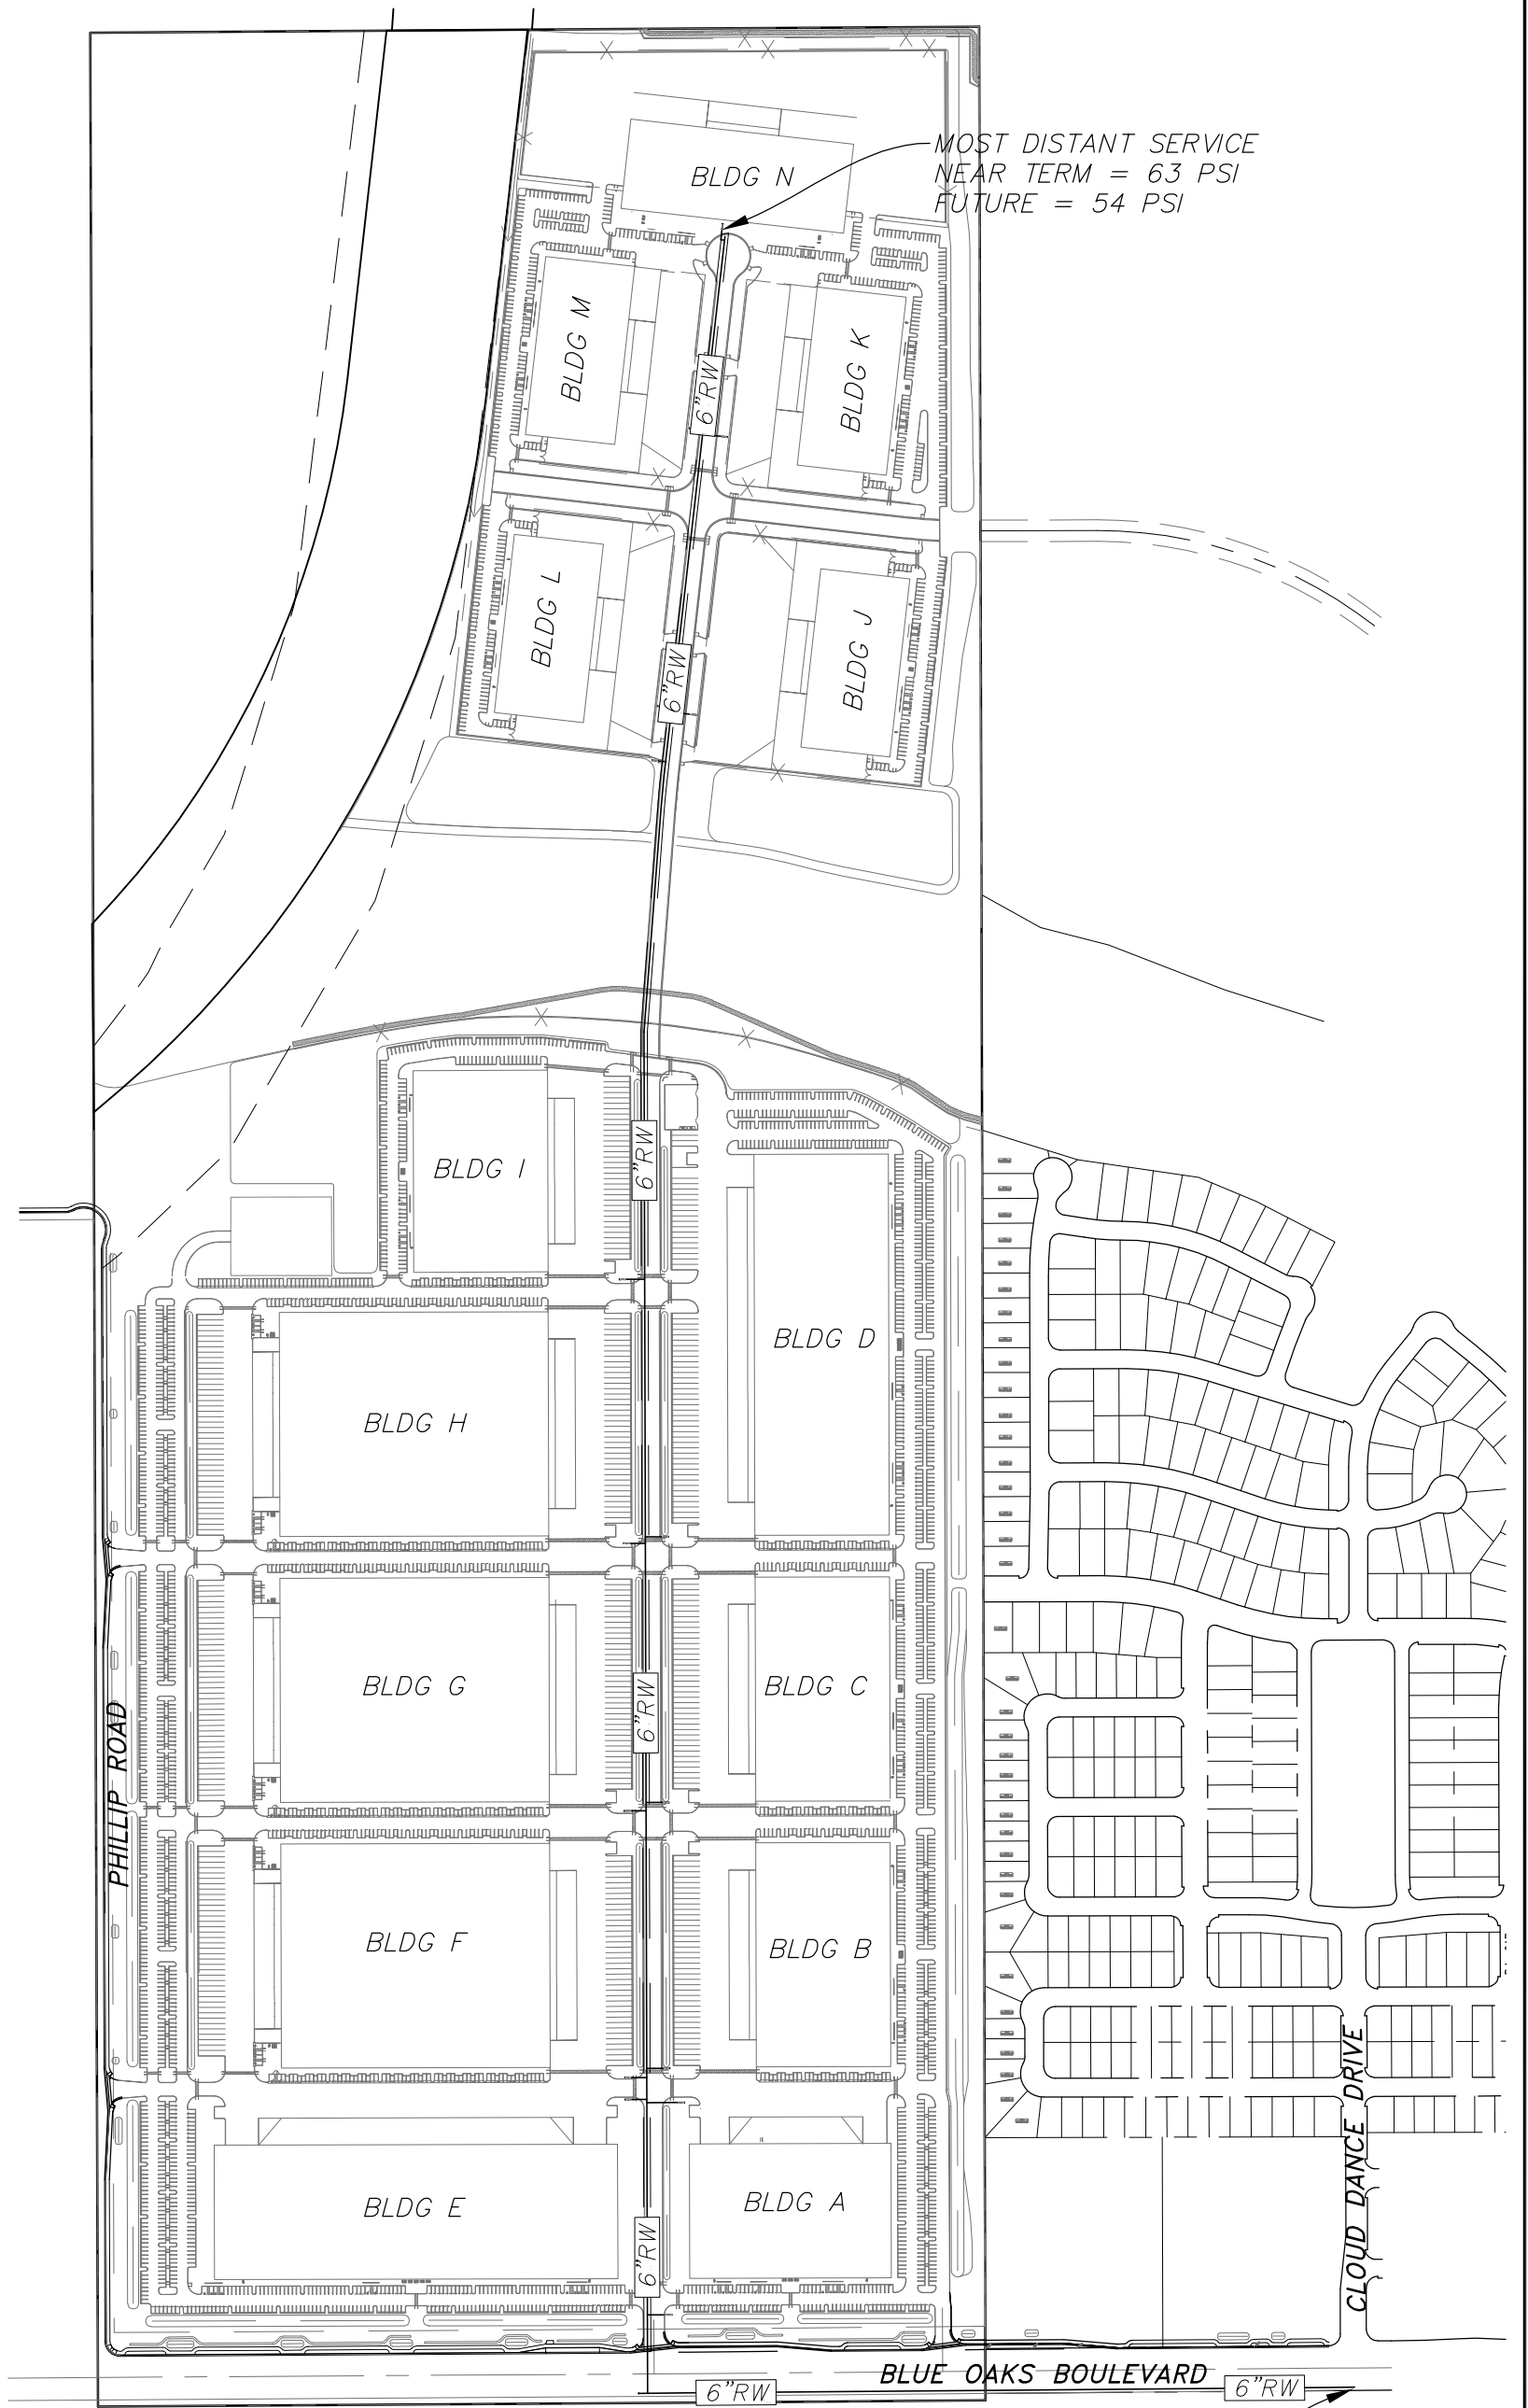 MOST DISTANT SERVICE
NEAR TERM = 63 PSI
FUTURE = 54 PSI
BLDG N
BLDG M
BLDG K
6"RW
BLDG L
BLDG J
6"RW
BLDG I
6"RW
BLDG D
BLDG H
BLDG G
BLDG C
6"RW
PHILLIP ROAD
BLDG F
BLDG B
CLOUD DANCE DRIVE
BLDG E
BLDG A
6"RW
BLUE OAKS BOULEVARD
6"RW
6"RW